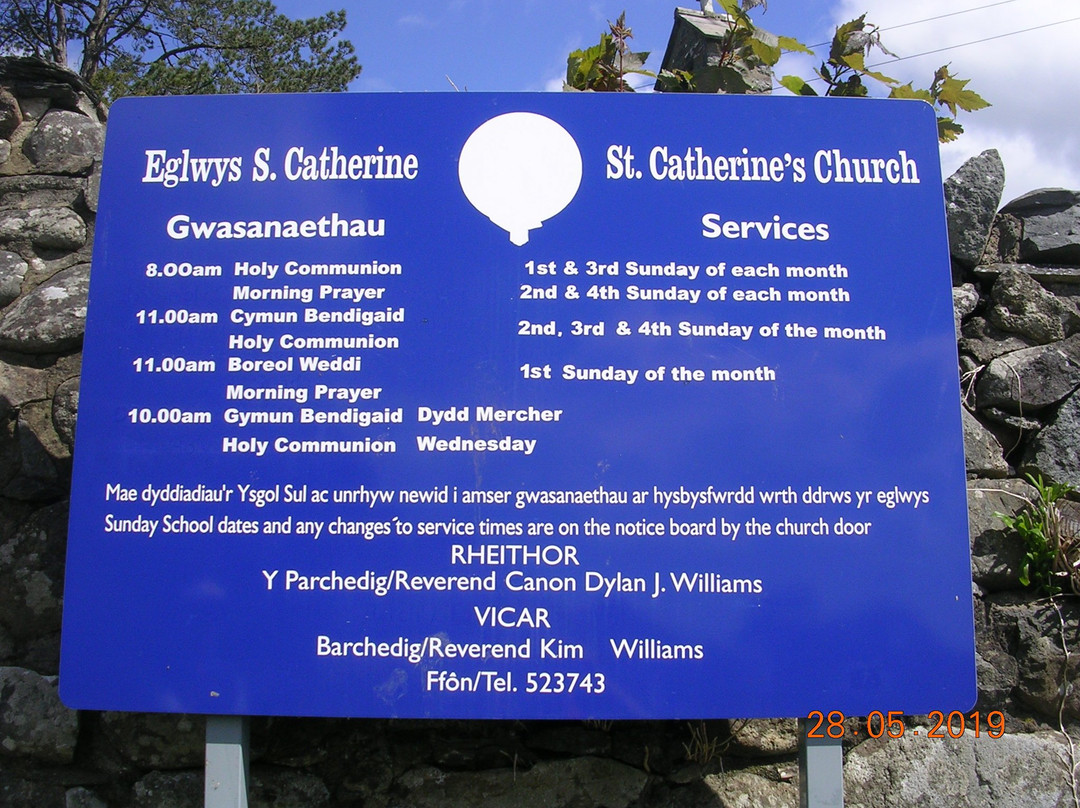 Eglwys S. Catherine St. Catherine's Church
Gwasanaethau Services
8.00am Holy Communion 1st & 3rd Sunday of each month
Morning Prayer 2nd & 4th Sunday of each month
11.00am Cymun Bendigaid 2nd, 3rd & 4th Sunday of the month
Holy Communion
11.00am Boreol Weddi 1st Sunday of the month
Morning Prayer
10.00am Gymun Bendigaid Dydd Mercher
Holy Communion Wednesday
Mae dyddiadiau'r Ysgol Sul ac unrhyw newid i amser gwasanaethau ar hysbysfwrdd wrth ddrws yr eglwys
Sunday School dates and any changes to service times are on the notice board by the church door
RHEITHOR
Y Parchedig/Reverend Canon Dylan J. Williams
VICAR
Barchedig/Reverend Kim Williams
Ffôn/Tel. 523743
28.05.2019